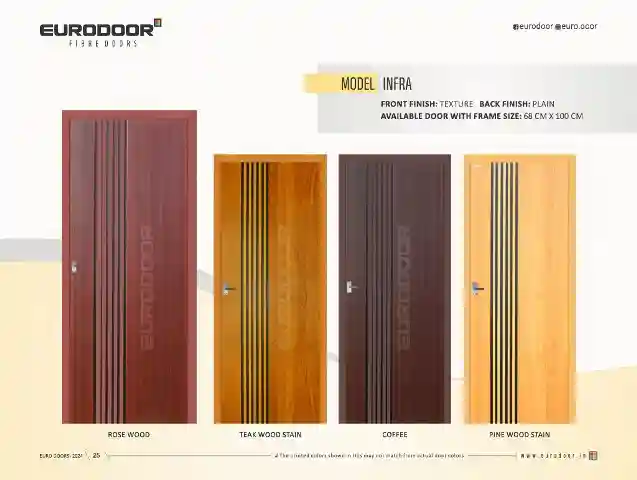 EURODOOR
FIBRE DOORS
eurodoor euro.door
MODEL INFRA
FRONT FINISH: TEXTURE BACK FINISH: PLAIN
AVAILABLE DOOR WITH FRAME SIZE: 68 CM X 100 CM
EURODOOR
EURODOOR
EURODOOR
ROSE WOOD
TEAK WOOD STAIN
COFFEE
PINE WOOD STAIN
EURO DOORS- 2024 25
# The printed colors shown in this may not match from actual door colors
www.eurodoor.in